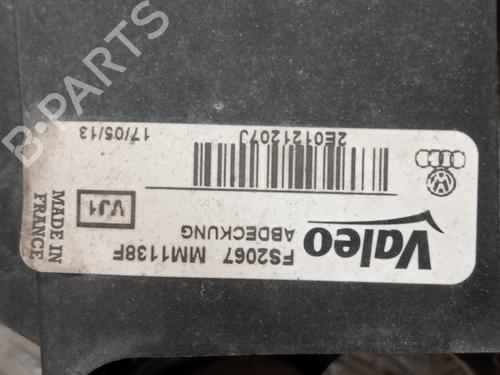 Valeo
FS2067 MM1138F
ABDECKUNG
VJ1
MADE IN
FRANCE
2E0121207J
17/05/13
B-PARTS